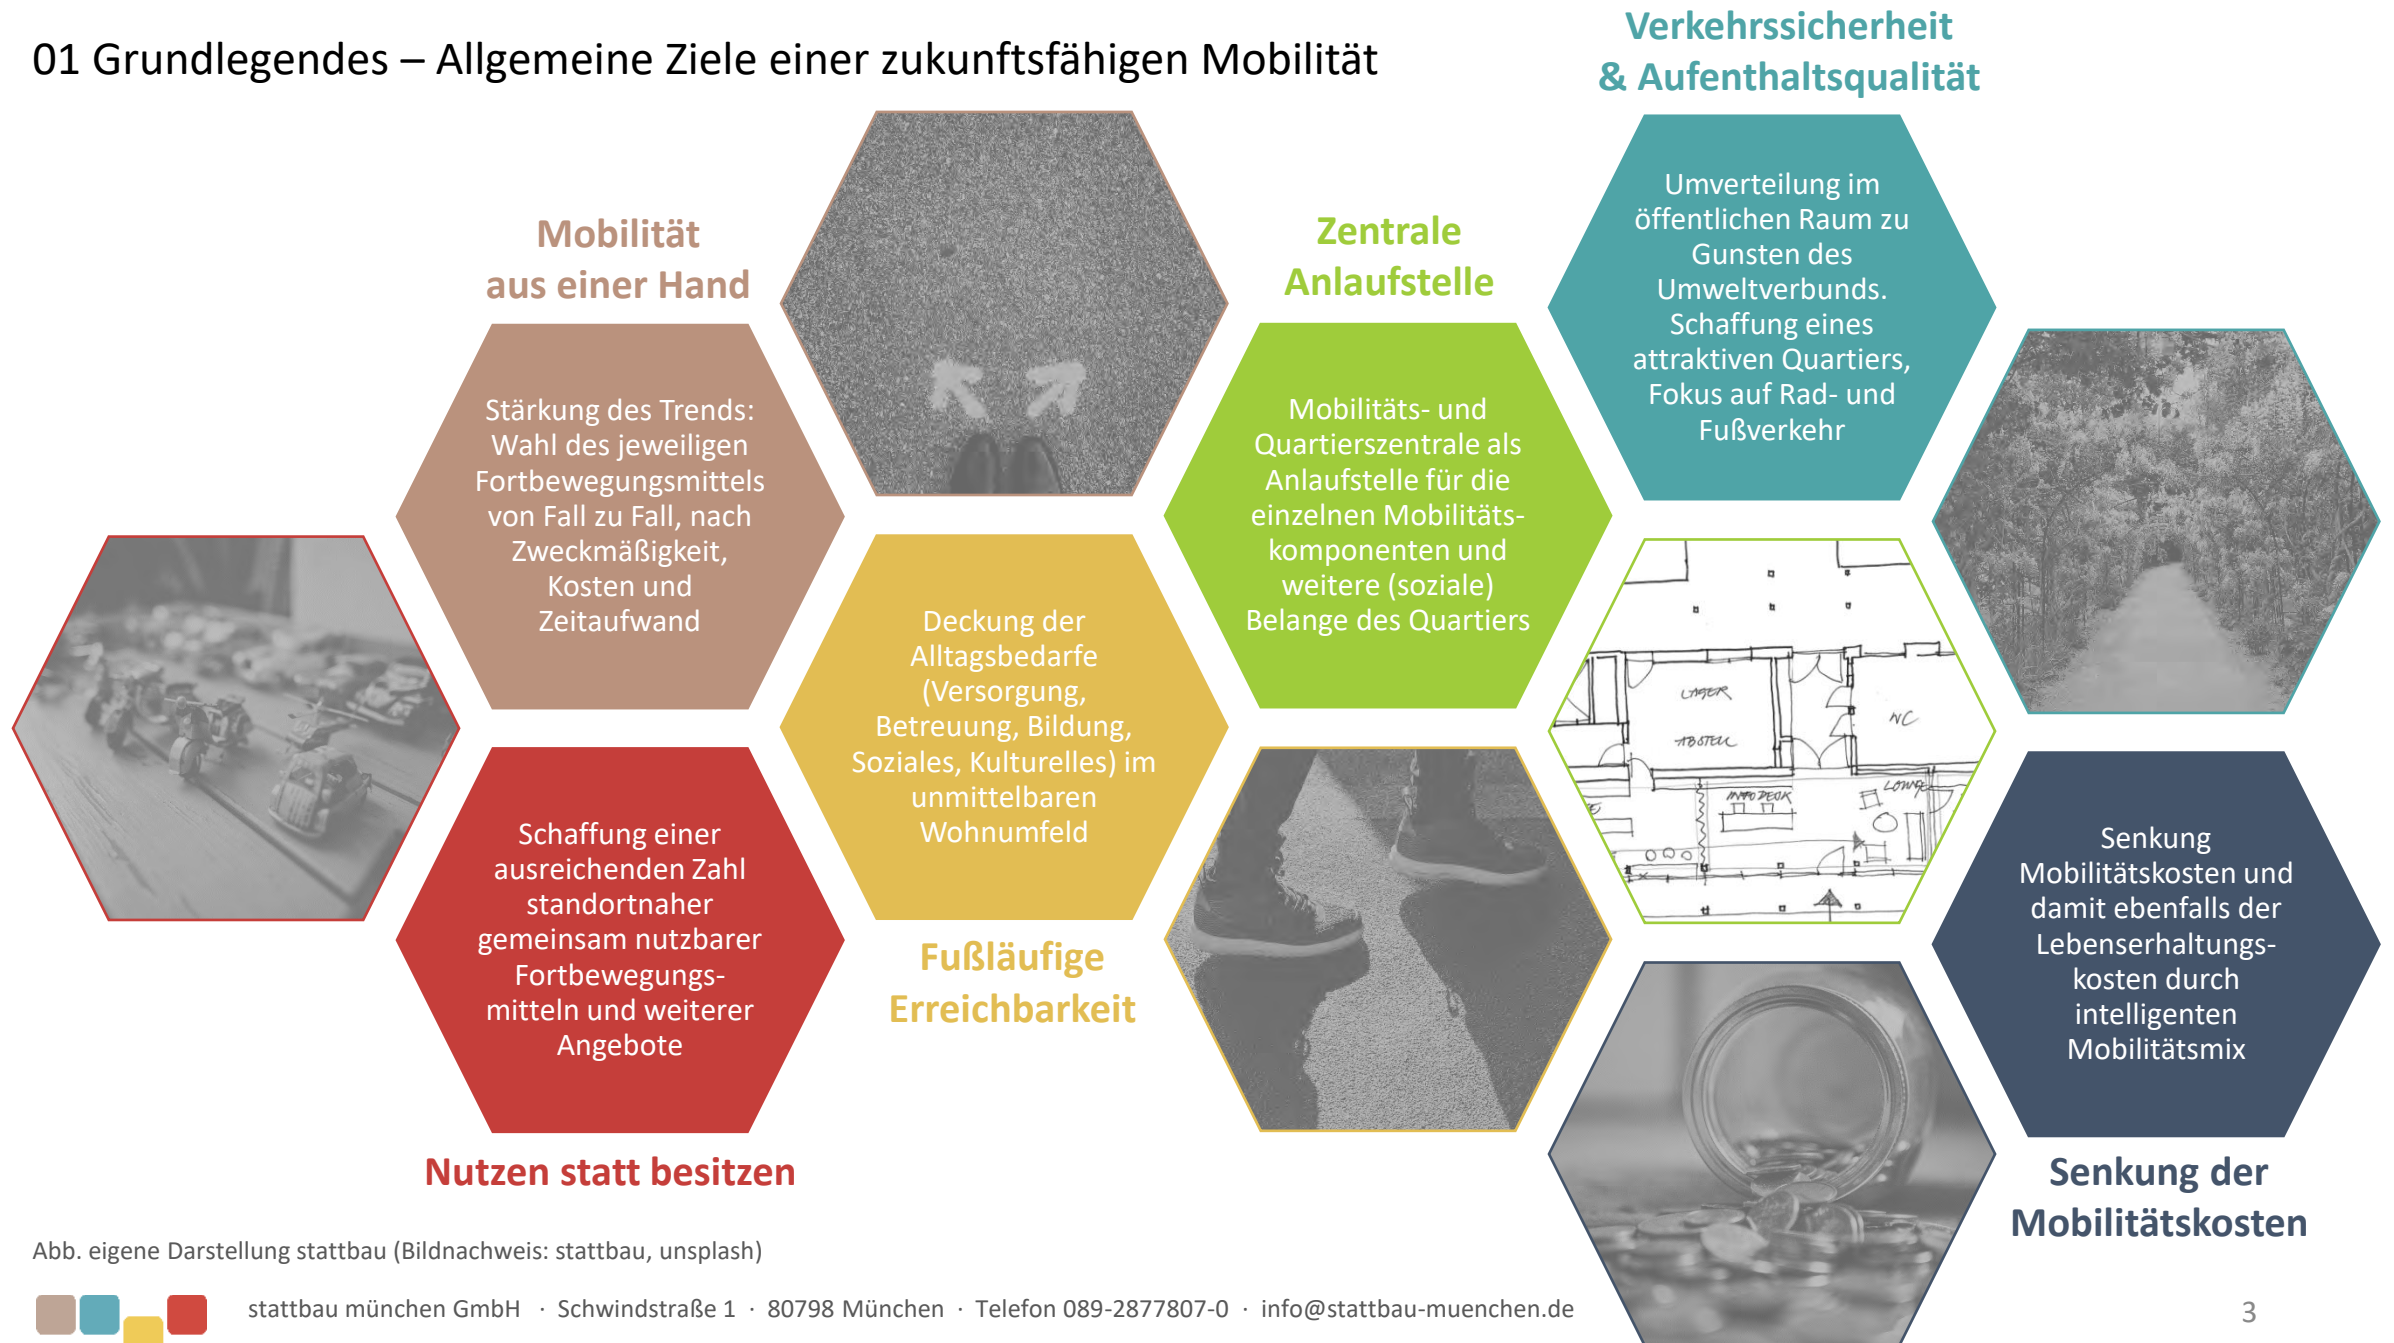 01 Grundlegendes – Allgemeine Ziele einer zukunftsfähigen Mobilität
Verkehrssicherheit
& Aufenthaltsqualität
Umverteilung im
öffentlichen Raum zu
Gunsten des
Umweltverbunds.
Schaffung eines
attraktiven Quartiers,
Fokus auf Rad- und
Fußverkehr
Mobilität
aus einer Hand
Stärkung des Trends:
Wahl des jeweiligen
Fortbewegungsmittels
von Fall zu Fall, nach
Zweckmäßigkeit,
Kosten und
Zeitaufwand
Zentrale
Anlaufstelle
Mobilitäts- und
Quartierszentrale als
Anlaufstelle für die
einzelnen Mobilitäts-
komponenten und
weitere (soziale)
Belange des Quartiers
Deckung der
Alltagsbedarfe
(Versorgung,
Betreuung, Bildung,
Soziales, Kulturelles) im
unmittelbaren
Wohnumfeld
Fußläufige
Erreichbarkeit
LAGER
WC
ABSTELL
INFODESK
LOUNGE
Schaffung einer
ausreichenden Zahl
standortnaher
gemeinsam nutzbarer
Fortbewegungs-
mitteln und weiterer
Angebote
Nutzen statt besitzen
Senkung
Mobilitätskosten und
damit ebenfalls der
Lebenserhaltungs-
kosten durch
intelligenten
Mobilitätsmix
Senkung der
Mobilitätskosten
Abb. eigene Darstellung stattbau (Bildnachweis: stattbau, unsplash)
stattbau münchen GmbH · Schwindstraße 1 · 80798 München · Telefon 089-2877807-0 · info@stattbau-muenchen.de
3